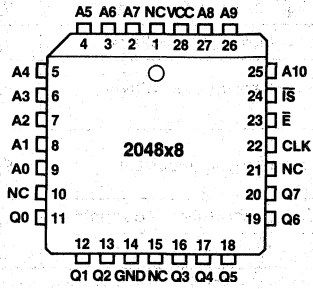 A5 A6 A7 NC VCC A8 A9
4 3 2 1 28 27 26
A4 5 25 A10
A3 6 24 I̅S̅
A2 7 23 E̅
A1 8 2048x8 22 CLK
A0 9 21 NC
NC 10 20 Q7
Q0 11 19 Q6
12 13 14 15 16 17 18
Q1 Q2 GND NC Q3 Q4 Q5